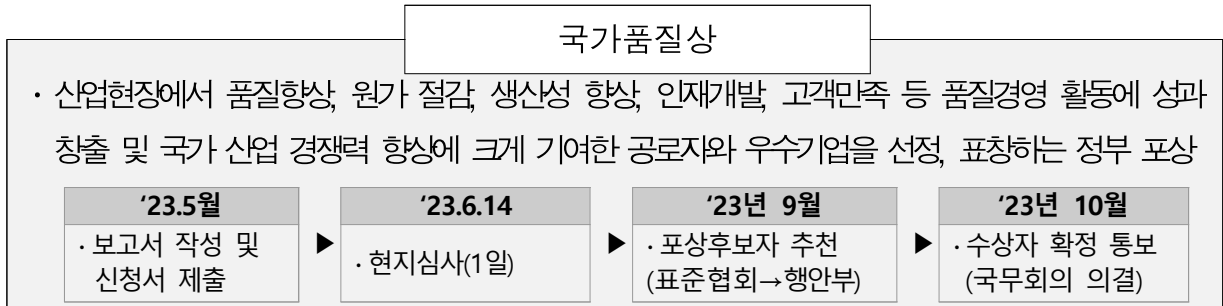 국가품질상
· 산업현장에서 품질향상, 원가 절감, 생산성 향상, 인재개발, 고객만족 등 품질경영 활동에 성과
창출 및 국가 산업 경쟁력 향상에 크게 기여한 공로자와 우수기업을 선정, 표창하는 정부 포상
‘23.5월
· 보고서 작성 및
신청서 제출
▶
‘23.6.14
· 현지심사(1일)
▶
‘23년 9월
· 포상후보자 추천
(표준협회→행안부)
▶
‘23년 10월
· 수상자 확정 통보
(국무회의 의결)